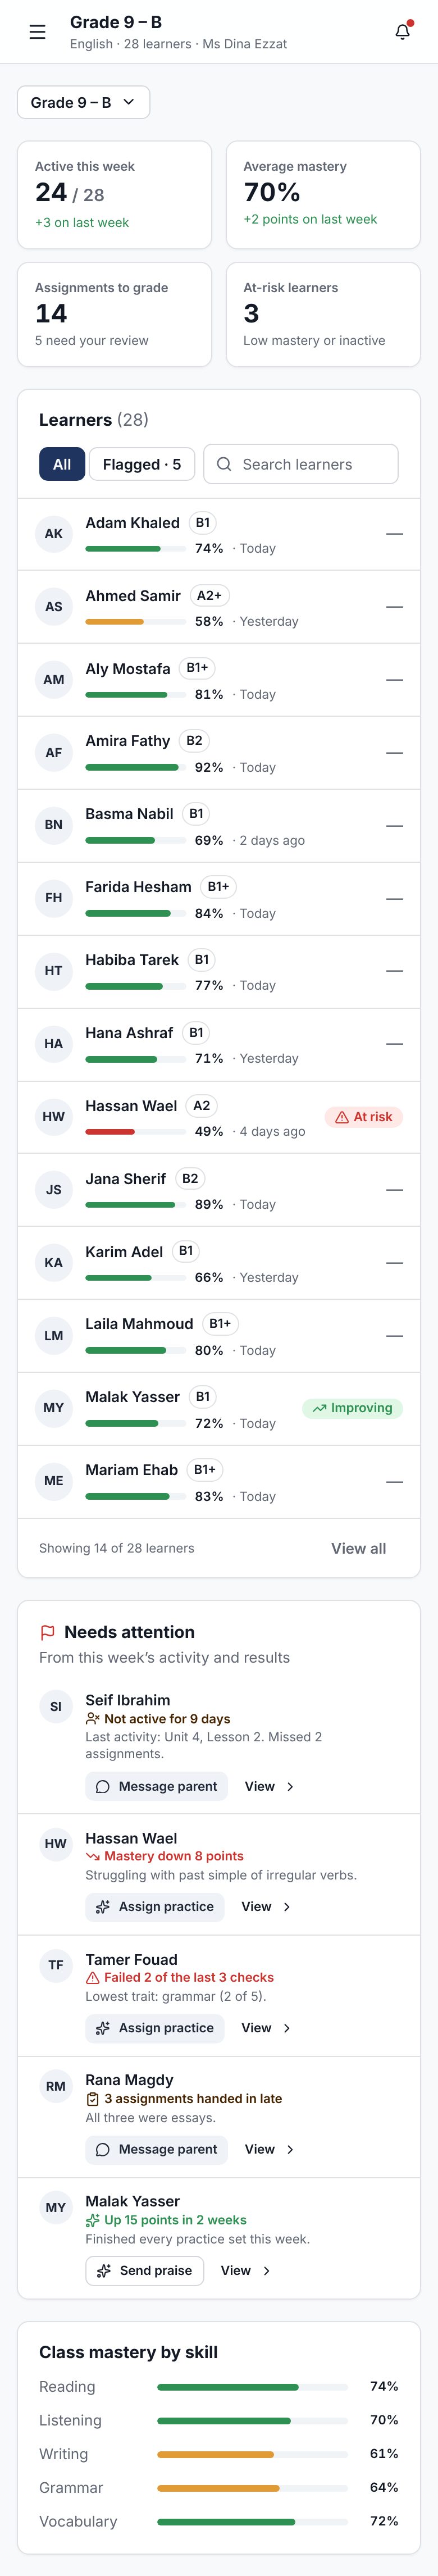 Grade 9 – B
English · 28 learners · Ms Dina Ezzat
Grade 9 – B
Active this week
24 / 28
+3 on last week
Average mastery
70%
+2 points on last week
Assignments to grade
14
5 need your review
At-risk learners
3
Low mastery or inactive
Learners (28)
All
Flagged · 5
Search learners
AK
Adam Khaled B1
74% · Today
—
AS
Ahmed Samir A2+
58% · Yesterday
—
AM
Aly Mostafa B1+
81% · Today
—
AF
Amira Fathy B2
92% · Today
—
BN
Basma Nabil B1
69% · 2 days ago
—
FH
Farida Hesham B1+
84% · Today
—
HT
Habiba Tarek B1
77% · Today
—
HA
Hana Ashraf B1
71% · Yesterday
—
HW
Hassan Wael A2
49% · 4 days ago
At risk
JS
Jana Sherif B2
89% · Today
—
KA
Karim Adel B1
66% · Yesterday
—
LM
Laila Mahmoud B1+
80% · Today
—
MY
Malak Yasser B1
72% · Today
Improving
ME
Mariam Ehab B1+
83% · Today
—
Showing 14 of 28 learners
View all
Needs attention
From this week’s activity and results
SI
Seif Ibrahim
Not active for 9 days
Last activity: Unit 4, Lesson 2. Missed 2
assignments.
Message parent
View
HW
Hassan Wael
Mastery down 8 points
Struggling with past simple of irregular verbs.
Assign practice
View
TF
Tamer Fouad
Failed 2 of the last 3 checks
Lowest trait: grammar (2 of 5).
Assign practice
View
RM
Rana Magdy
3 assignments handed in late
All three were essays.
Message parent
View
MY
Malak Yasser
Up 15 points in 2 weeks
Finished every practice set this week.
Send praise
View
Class mastery by skill
Reading
74%
Listening
70%
Writing
61%
Grammar
64%
Vocabulary
72%